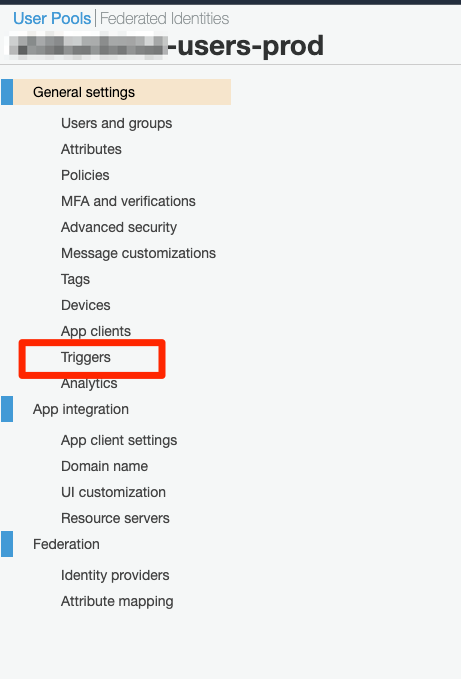 User Pools | Federated Identities
-users-prod
General settings
Users and groups
Attributes
Policies
MFA and verifications
Advanced security
Message customizations
Tags
Devices
App clients
Triggers
Analytics
App integration
App client settings
Domain name
UI customization
Resource servers
Federation
Identity providers
Attribute mapping